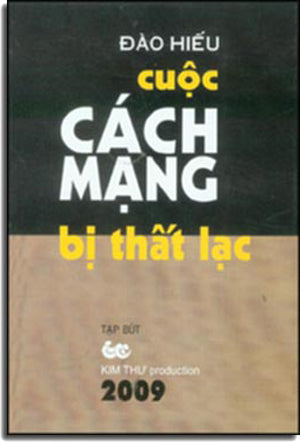 ĐÀO HIẾU
cuộc
CÁCH
MẠNG
bị thất lạc
TẠP BÚT
KIM THƯ production
2009